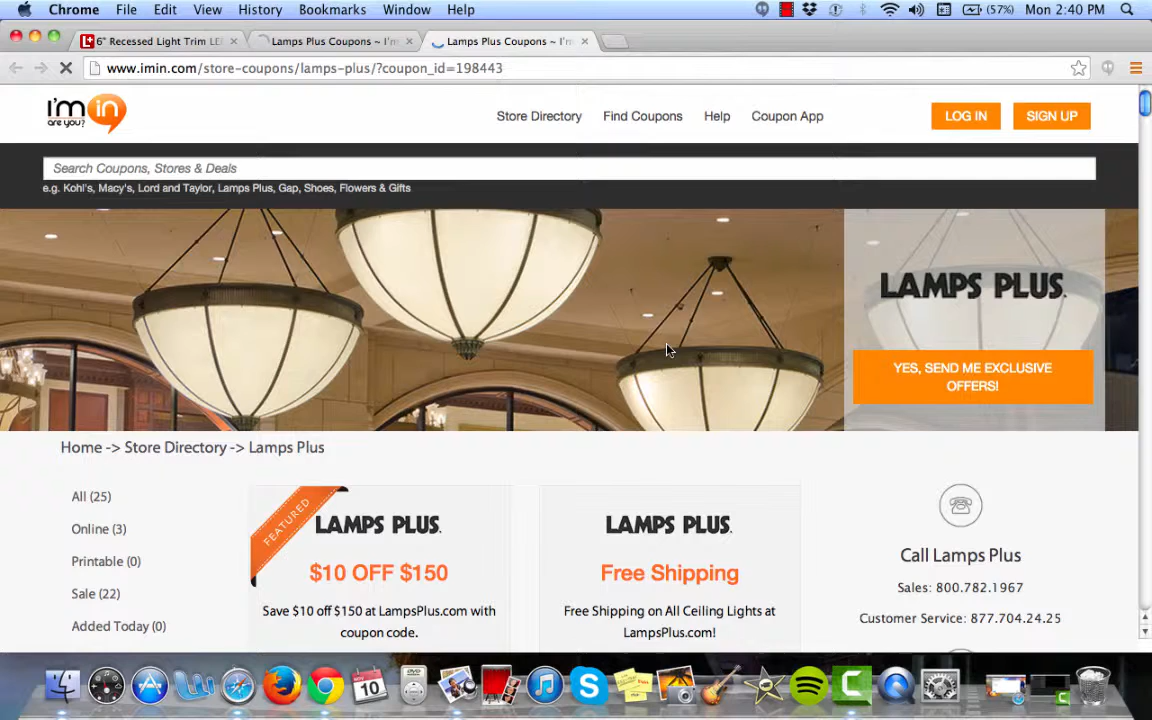 Chrome File Edit View History Bookmarks Window Help (57%) Mon 2:40 PM
6" Recessed Light Trim LE Lamps Plus Coupons ~ I'm Lamps Plus Coupons ~ I'm
www.imin.com/store-coupons/lamps-plus/?coupon_id=198443
I'm in
are you?
Store Directory Find Coupons Help Coupon App LOG IN SIGN UP
Search Coupons, Stores & Deals
e.g. Kohl's, Macy's, Lord and Taylor, Lamps Plus, Gap, Shoes, Flowers & Gifts
LAMPS PLUS.
YES, SEND ME EXCLUSIVE
OFFERS!
Home -> Store Directory -> Lamps Plus
All (25)
Online (3)
Printable (0)
Sale (22)
Added Today (0)
FEATURED
LAMPS PLUS.
$10 OFF $150
Save $10 off $150 at LampsPlus.com with
coupon code.
LAMPS PLUS.
Free Shipping
Free Shipping on All Ceiling Lights at
LampsPlus.com!
Call Lamps Plus
Sales: 800.782.1967
Customer Service: 877.704.24.25
NOV
10